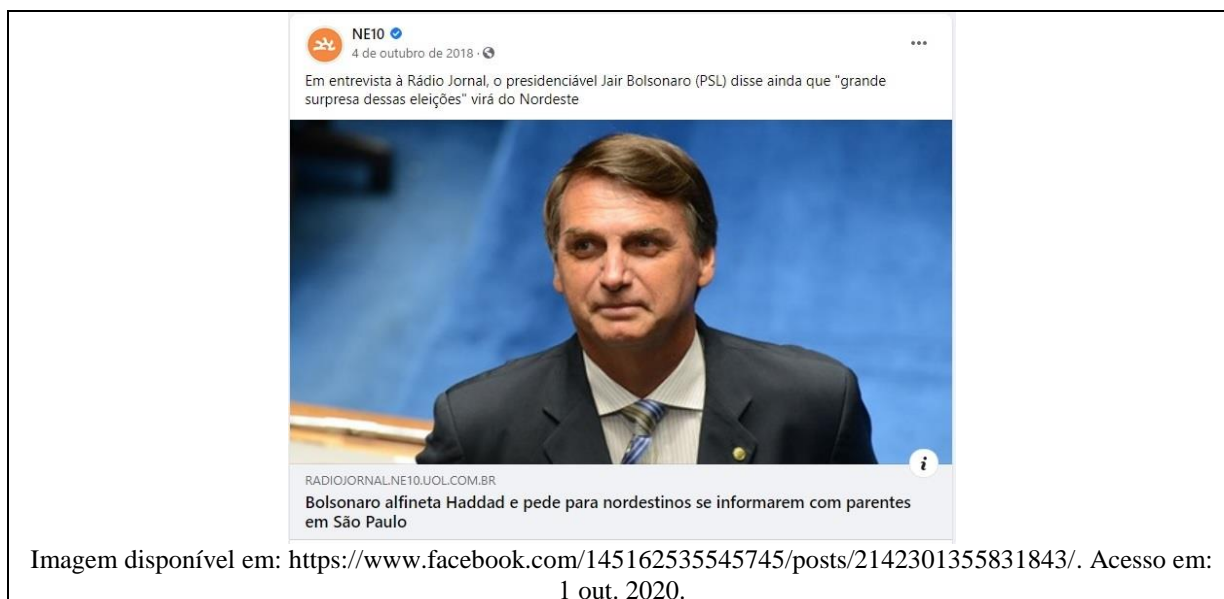 NE10
4 de outubro de 2018 ·
Em entrevista à Rádio Jornal, o presidenciável Jair Bolsonaro (PSL) disse ainda que "grande
surpresa dessas eleições" virá do Nordeste
i
RADIOJORNAL.NE10.UOL.COM.BR
Bolsonaro alfineta Haddad e pede para nordestinos se informarem com parentes
em São Paulo
Imagem disponível em: https://www.facebook.com/145162535545745/posts/2142301355831843/. Acesso em:
1 out. 2020.